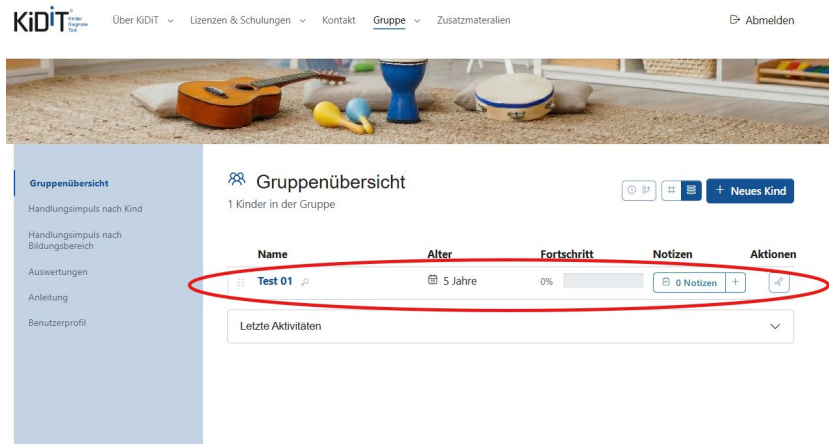 KiDiT Kinder Diagnose Tool
Über KiDiT Lizenzen & Schulungen Kontakt Gruppe Zusatzmateralien Abmelden
Gruppenübersicht
Handlungsimpuls nach Kind
Handlungsimpuls nach
Bildungsbereich
Auswertungen
Anleitung
Benutzerprofil
Gruppenübersicht
1 Kinder in der Gruppe
+ Neues Kind
Name Alter Fortschritt Notizen Aktionen
Test 01 5 Jahre 0% 0 Notizen +
Letzte Aktivitäten